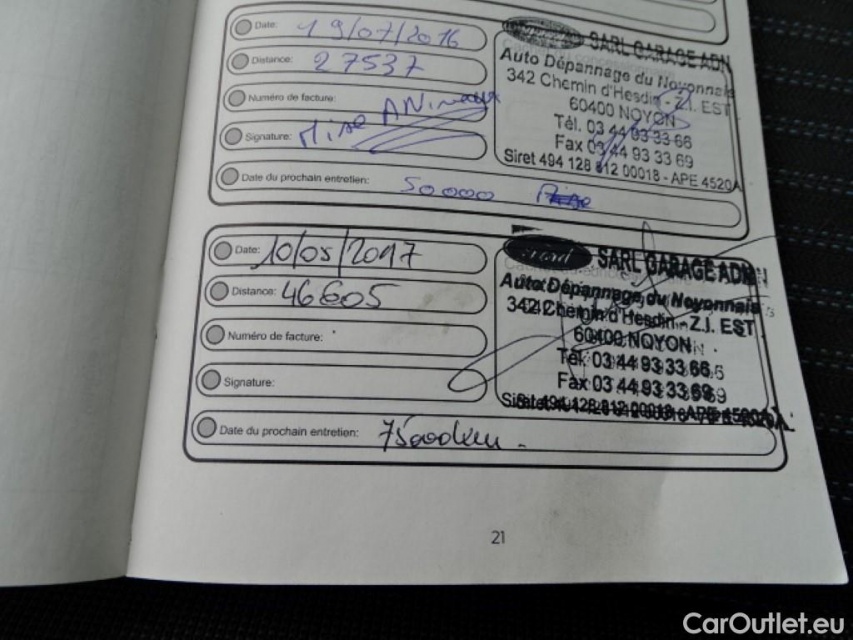 Date: 19/07/2016
Distance: 27537
Numéro de facture:
Signature:
Date du prochain entretien: 50000
SARL GARAGE ADN
Auto Dépannage du Noyonnais
342 Chemin d'Hesdin - Z.I. EST
60400 NOYON
Tél. 03 44 93 33 66
Fax 03 44 93 33 69
Siret 494 128 812 00018 - APE 4520A
Date: 10/05/2017
Distance: 46605
Numéro de facture:
Signature:
Date du prochain entretien: 75000km.
Ford SARL GARAGE ADN
Auto Dépannage du Noyonnais
342 Chemin d'Hesdin - Z.I. EST
60400 NOYON
Tél. 03 44 93 33 66
Fax 03 44 93 33 69
21
CarOutlet.eu